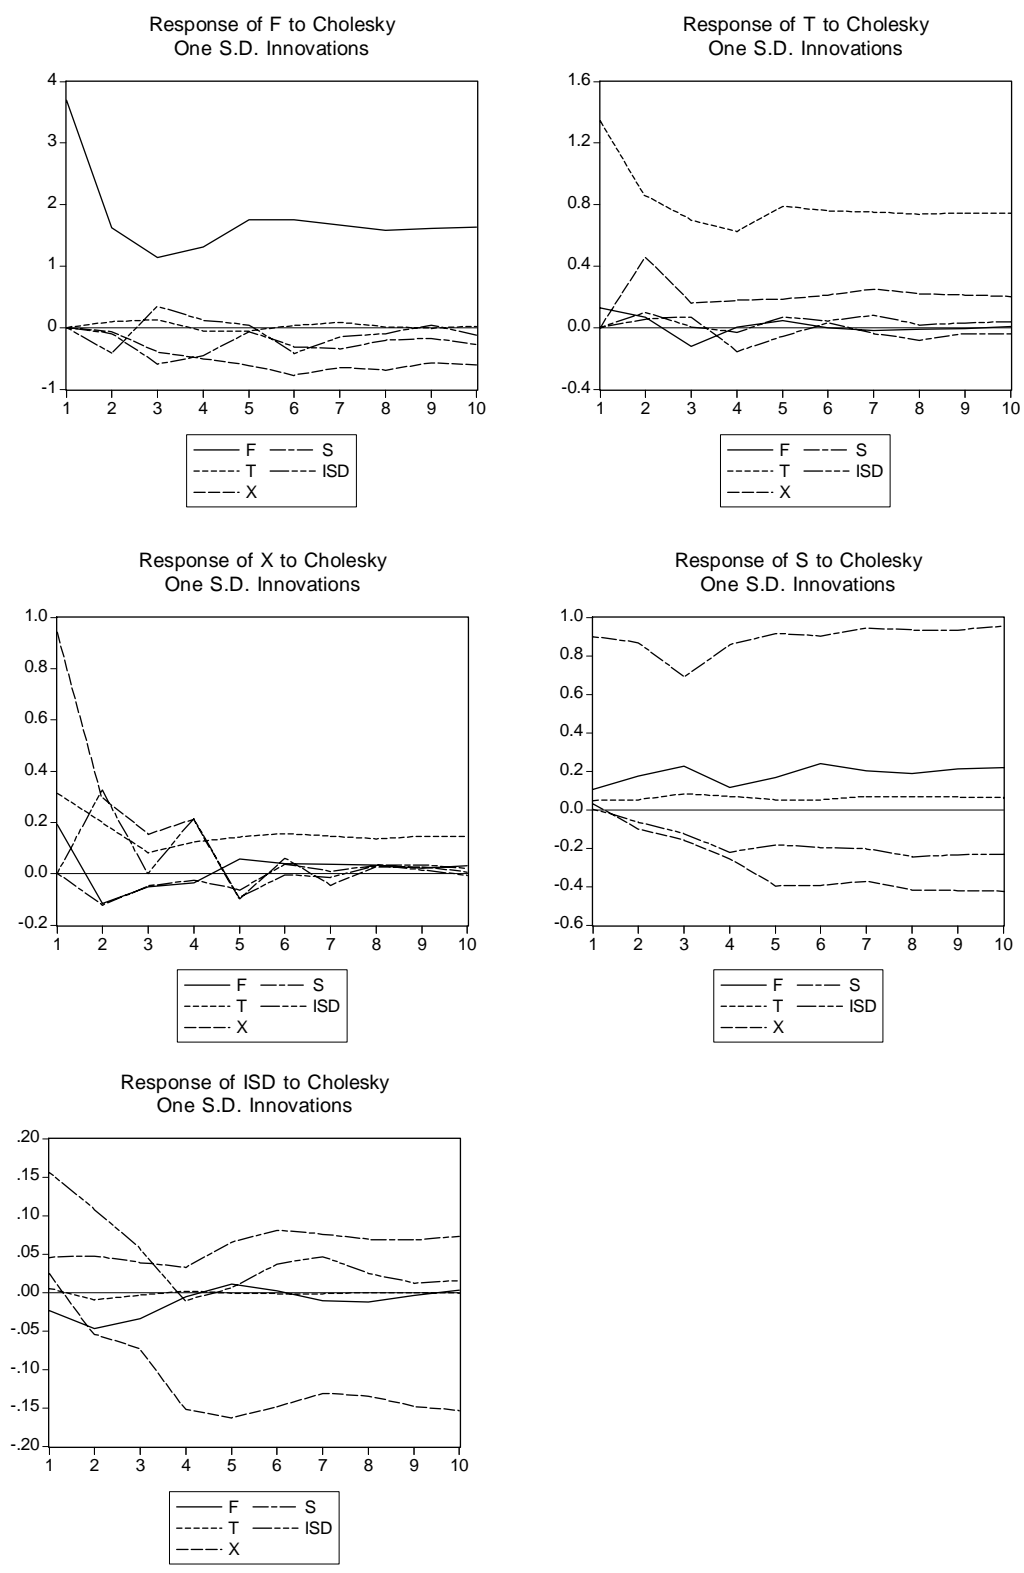 Response of F to Cholesky
One S.D. Innovations
4
3
2
1
0
-1
1 2 3 4 5 6 7 8 9 10
F S
T ISD
X
Response of T to Cholesky
One S.D. Innovations
1.6
1.2
0.8
0.4
0.0
-0.4
1 2 3 4 5 6 7 8 9 10
F S
T ISD
X
Response of X to Cholesky
One S.D. Innovations
1.0
0.8
0.6
0.4
0.2
0.0
-0.2
1 2 3 4 5 6 7 8 9 10
F S
T ISD
X
Response of S to Cholesky
One S.D. Innovations
1.0
0.8
0.6
0.4
0.2
0.0
-0.2
-0.4
-0.6
1 2 3 4 5 6 7 8 9 10
F S
T ISD
X
Response of ISD to Cholesky
One S.D. Innovations
.20
.15
.10
.05
.00
-.05
-.10
-.15
-.20
1 2 3 4 5 6 7 8 9 10
F S
T ISD
X